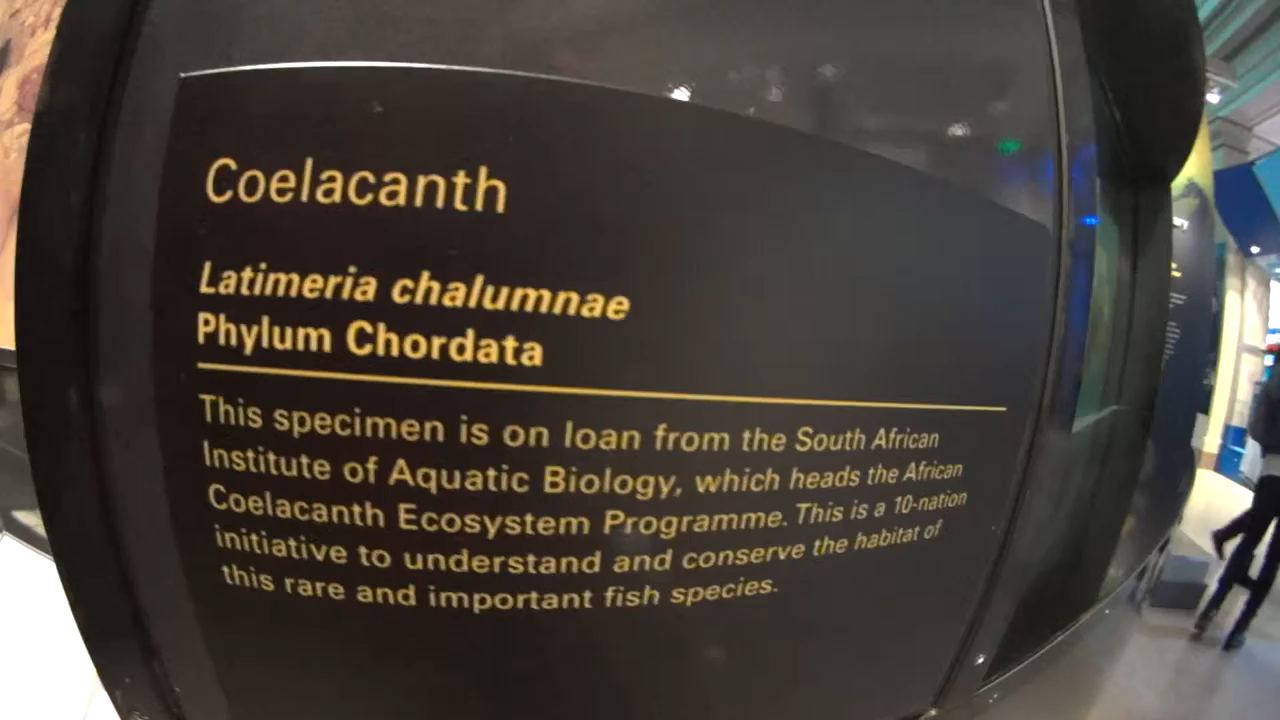 Coelacanth
Latimeria chalumnae
Phylum Chordata
This specimen is on loan from the South African
Institute of Aquatic Biology, which heads the African
Coelacanth Ecosystem Programme. This is a 10-nation
initiative to understand and conserve the habitat of
this rare and important fish species.